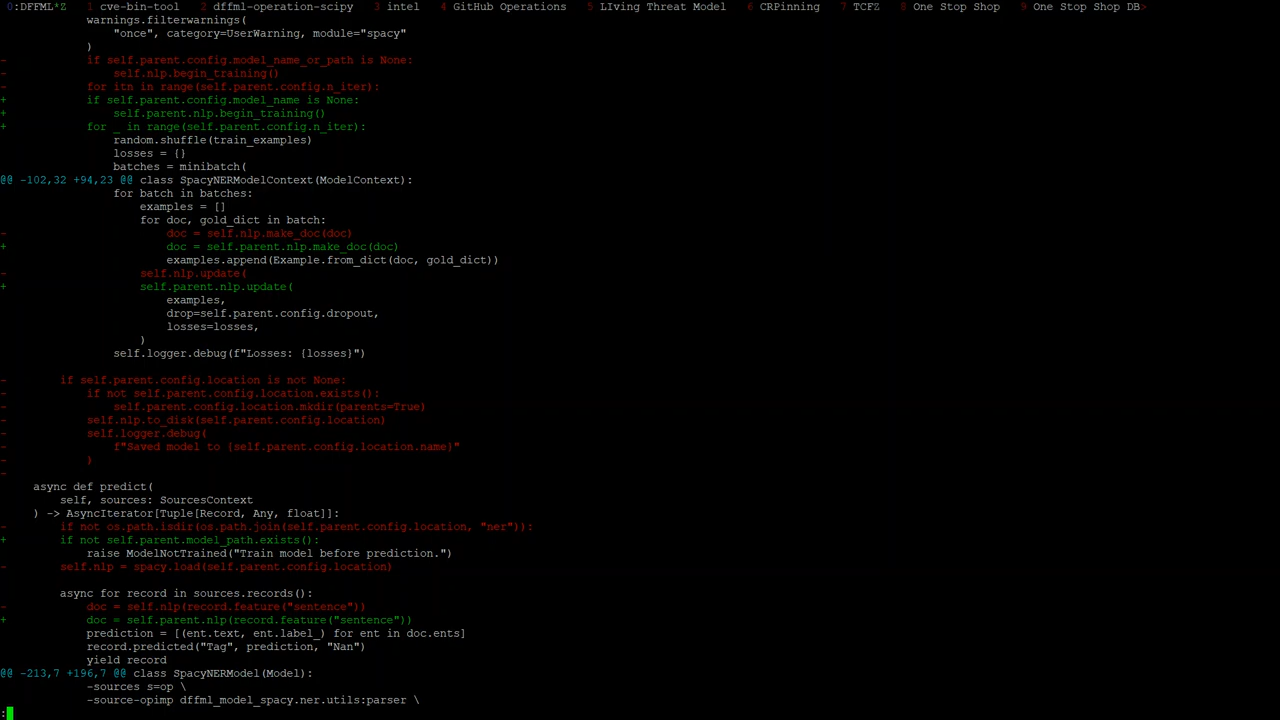 0:DFFML*Z  1 cve-bin-tool  2 dffml-operation-scipy  3 intel  4 GitHub Operations  5 LIving Threat Model  6 CRPinning  7 TCFZ  8 One Stop Shop  9 One Stop Shop DB>
            warnings.filterwarnings(
                "once", category=UserWarning, module="spacy"
            )
-            if self.parent.config.model_name_or_path is None:
-                self.nlp.begin_training()
-            for itn in range(self.parent.config.n_iter):
+            if self.parent.config.model_name is None:
+                self.parent.nlp.begin_training()
+            for _ in range(self.parent.config.n_iter):
                random.shuffle(train_examples)
                losses = {}
                batches = minibatch(
@@ -102,32 +94,23 @@ class SpacyNERModelContext(ModelContext):
                for batch in batches:
                    examples = []
                    for doc, gold_dict in batch:
-                        doc = self.nlp.make_doc(doc)
+                        doc = self.parent.nlp.make_doc(doc)
                        examples.append(Example.from_dict(doc, gold_dict))
-                    self.nlp.update(
+                    self.parent.nlp.update(
                        examples,
                        drop=self.parent.config.dropout,
                        losses=losses,
                    )
                self.logger.debug(f"Losses: {losses}")
-        if self.parent.config.location is not None:
-            if not self.parent.config.location.exists():
-                self.parent.config.location.mkdir(parents=True)
-            self.nlp.to_disk(self.parent.config.location)
-            self.logger.debug(
-                f"Saved model to {self.parent.config.location.name}"
-            )
-
    async def predict(
        self, sources: SourcesContext
    ) -> AsyncIterator[Tuple[Record, Any, float]]:
-        if not os.path.isdir(os.path.join(self.parent.config.location, "ner")):
+        if not self.parent.model_path.exists():
            raise ModelNotTrained("Train model before prediction.")
-        self.nlp = spacy.load(self.parent.config.location)
        async for record in sources.records():
-            doc = self.nlp(record.feature("sentence"))
+            doc = self.parent.nlp(record.feature("sentence"))
            prediction = [(ent.text, ent.label_) for ent in doc.ents]
            record.predicted("Tag", prediction, "Nan")
            yield record
@@ -213,7 +196,7 @@ class SpacyNERModel(Model):
            -sources s=op \
            -source-opimp dffml_model_spacy.ner.utils:parser \
: